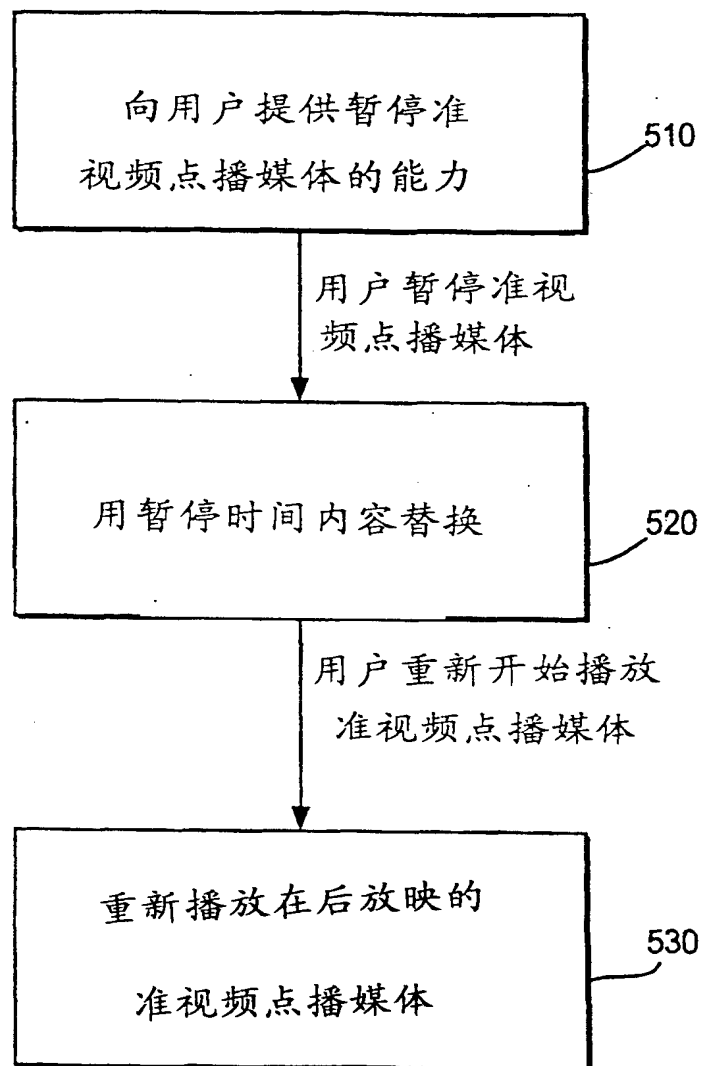 向用户提供暂停准
视频点播媒体的能力
510
用户暂停准视
频点播媒体
用暂停时间内容替换
520
用户重新开始播放
准视频点播媒体
重新播放在后放映的
准视频点播媒体
530